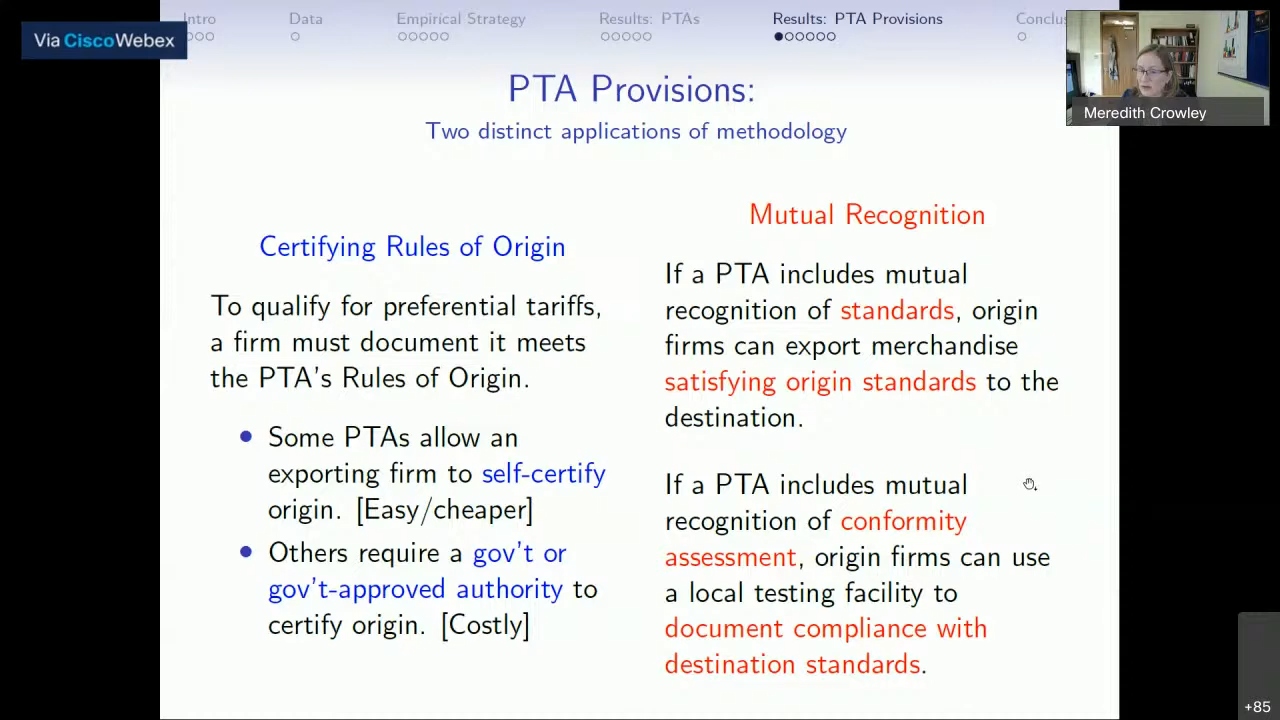 Intro
Data
Empirical Strategy
Results: PTAs
Results: PTA Provisions
Via Cisco Webex
Meredith Crowley
PTA Provisions:
Two distinct applications of methodology
Certifying Rules of Origin
To qualify for preferential tariffs,
a firm must document it meets
the PTA's Rules of Origin.
• Some PTAs allow an
exporting firm to self-certify
origin. [Easy/cheaper]
• Others require a gov't or
gov't-approved authority to
certify origin. [Costly]
Mutual Recognition
If a PTA includes mutual
recognition of standards, origin
firms can export merchandise
satisfying origin standards to the
destination.
If a PTA includes mutual
recognition of conformity
assessment, origin firms can use
a local testing facility to
document compliance with
destination standards.
+85